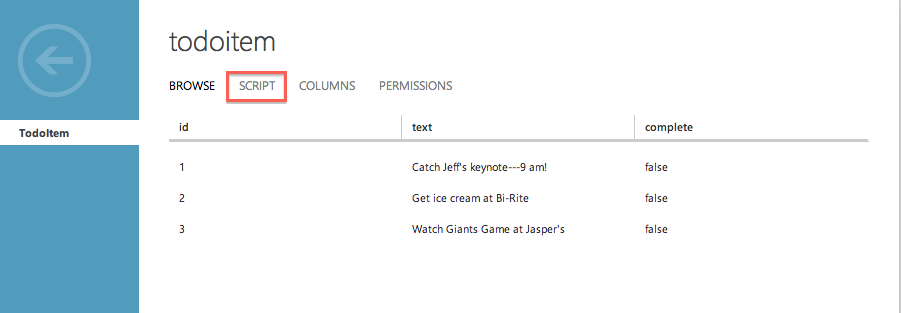 todoitem
BROWSE SCRIPT COLUMNS PERMISSIONS
TodoItem
id text complete
1 Catch Jeff's keynote---9 am! false
2 Get ice cream at Bi-Rite false
3 Watch Giants Game at Jasper's false